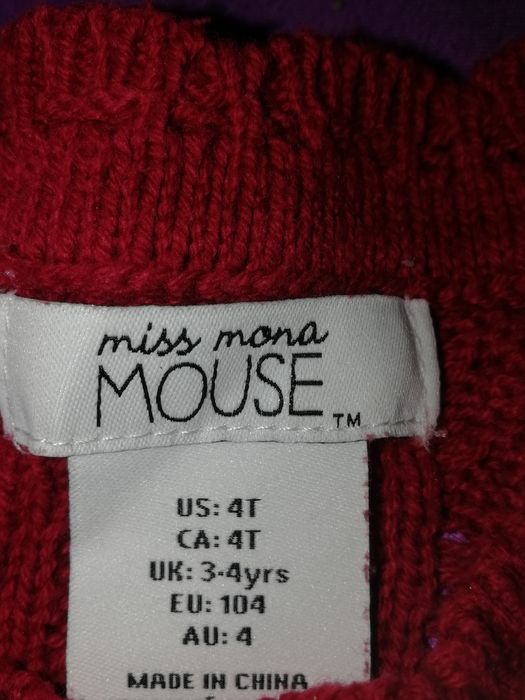 miss mona
MOUSE TM
US: 4T
CA: 4T
UK: 3-4yrs
EU: 104
AU: 4
MADE IN CHINA